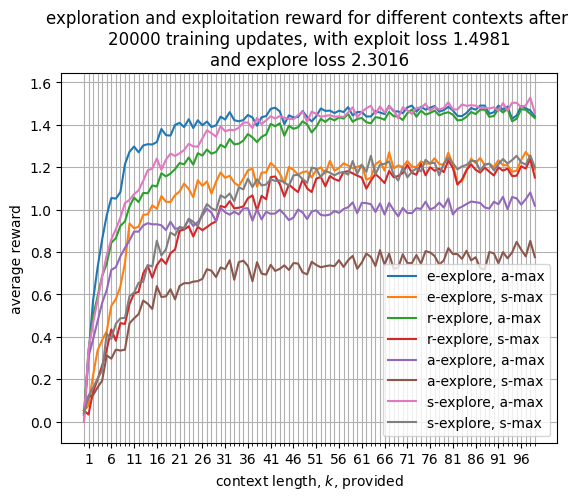 exploration and exploitation reward for different contexts after
20000 training updates, with exploit loss 1.4981
and explore loss 2.3016
average reward
1.6
1.4
1.2
1.0
0.8
0.6
0.4
0.2
0.0
e-explore, a-max
e-explore, s-max
r-explore, a-max
r-explore, s-max
a-explore, a-max
a-explore, s-max
s-explore, a-max
s-explore, s-max
1 6 11 16 21 26 31 36 41 46 51 56 61 66 71 76 81 86 91 96
context length, k, provided